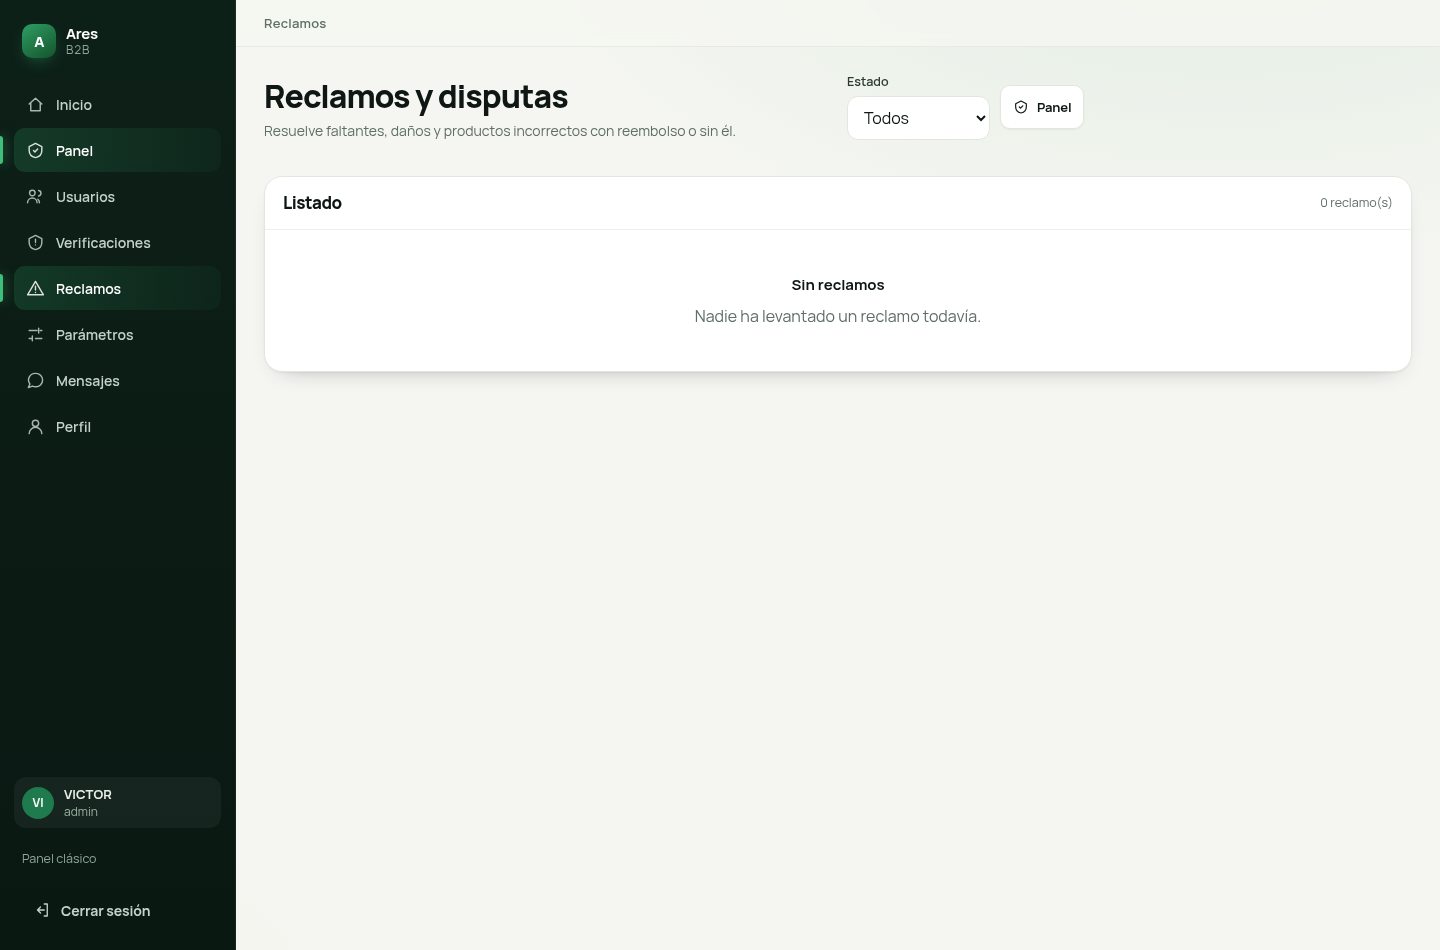 A
Ares
B2B
Inicio
Panel
Usuarios
Verificaciones
Reclamos
Parámetros
Mensajes
Perfil
VI
VICTOR
admin
Panel clásico
Cerrar sesión
Reclamos
Reclamos y disputas
Resuelve faltantes, daños y productos incorrectos con reembolso o sin él.
Estado
Todos
Panel
Listado
0 reclamo(s)
Sin reclamos
Nadie ha levantado un reclamo todavía.